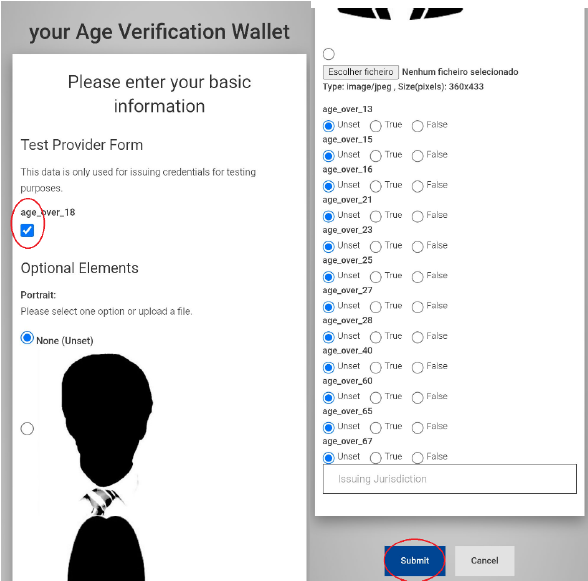 your Age Verification Wallet
Please enter your basic
information
Test Provider Form
This data is only used for issuing credentials for testing
purposes.
age_over_18
Optional Elements
Portrait:
Please select one option or upload a file.
None (Unset)
Escolher ficheiro Nenhum ficheiro selecionado
Type: image/jpeg , Size(pixels): 360x433
age_over_13
Unset True False
age_over_15
Unset True False
age_over_16
Unset True False
age_over_21
Unset True False
age_over_23
Unset True False
age_over_25
Unset True False
age_over_27
Unset True False
age_over_28
Unset True False
age_over_40
Unset True False
age_over_60
Unset True False
age_over_65
Unset True False
age_over_67
Unset True False
Issuing Jurisdiction
Submit Cancel